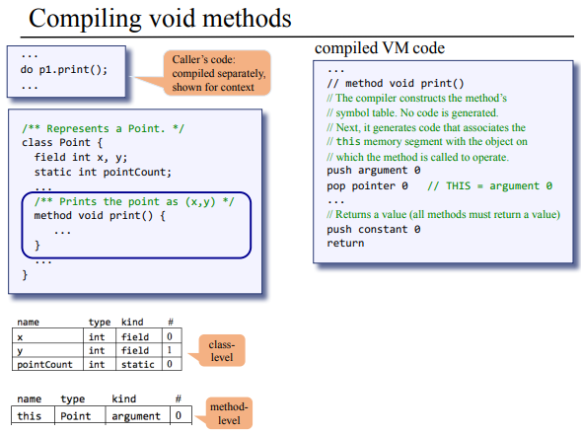 Compiling void methods
...
do p1.print();
...
Caller's code:
compiled separately,
shown for context
/** Represents a Point. */
class Point {
field int x, y;
static int pointCount;
...
/** Prints the point as (x,y) */
method void print() {
...
}
...
}
compiled VM code
...
// method void print()
// The compiler constructs the method's
// symbol table. No code is generated.
// Next, it generates code that associates the
// this memory segment with the object on
// which the method is called to operate.
push argument 0
pop pointer 0 // THIS = argument 0
...
// Returns a value (all methods must return a value)
push constant 0
return
name type kind #
x int field 0
y int field 1
pointCount int static 0
class-
level
name type kind #
this Point argument 0
method-
level